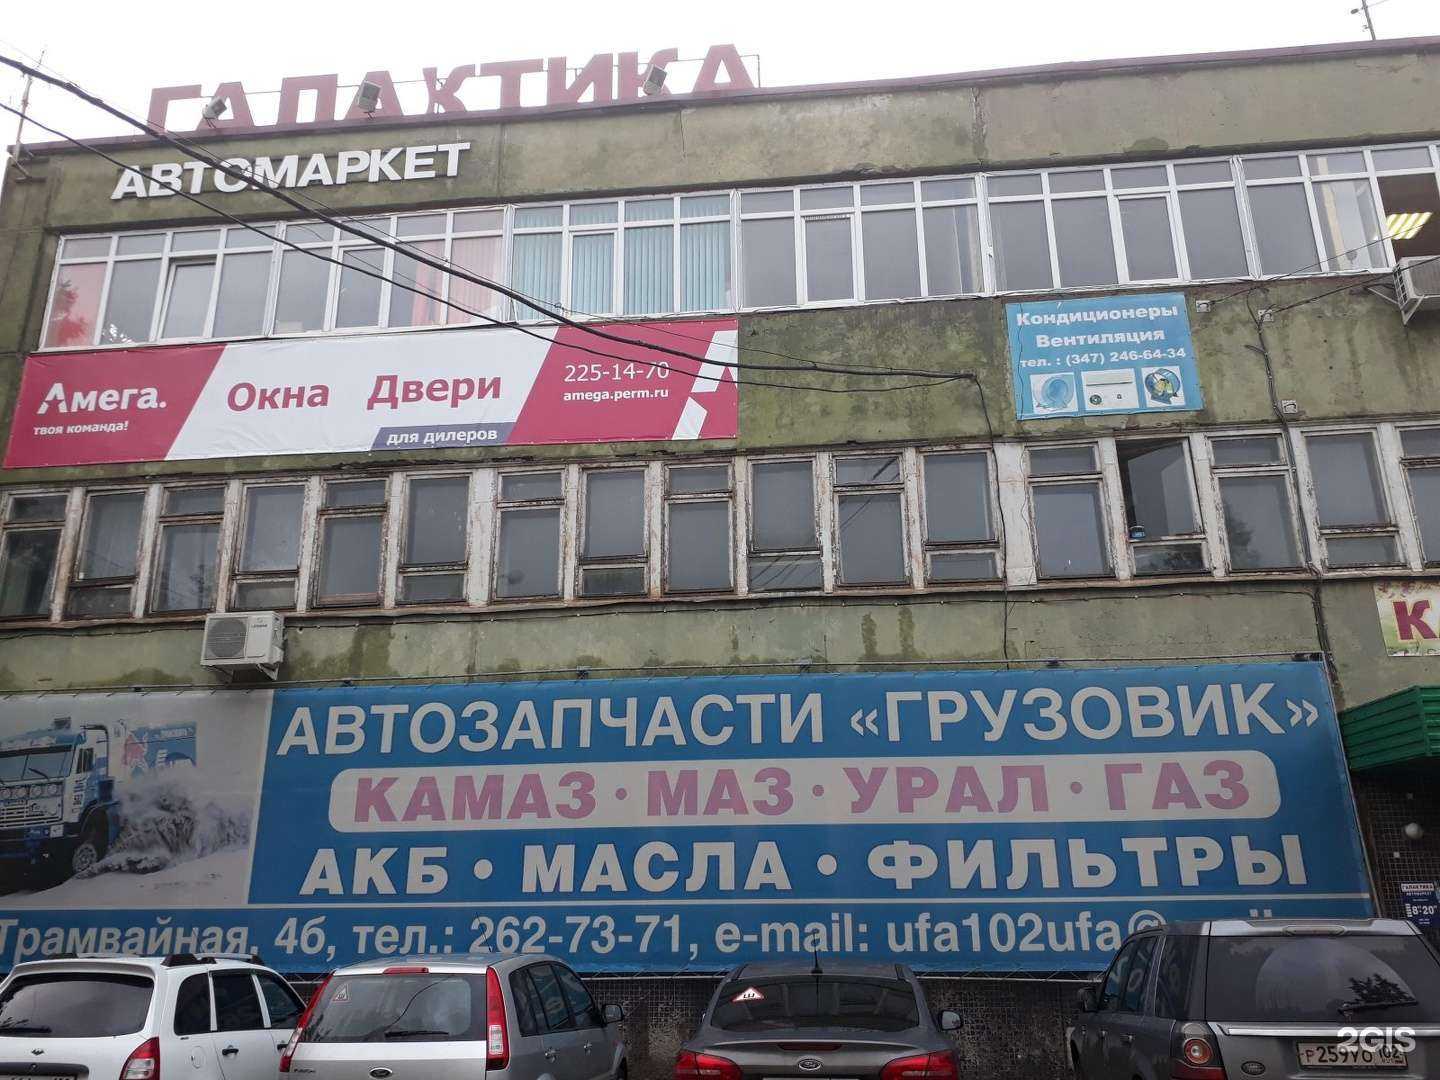 ГАЛАКТИКА
АВТОМАРКЕТ
Амега.
твоя команда!
Окна Двери
для дилеров
225-14-70
amega.perm.ru
Кондиционеры
Вентиляция
тел. : (347) 246-64-34
АВТОЗАПЧАСТИ «ГРУЗОВИК»
КАМАЗ · МАЗ · УРАЛ · ГАЗ
АКБ · МАСЛА · ФИЛЬТРЫ
Трамвайная, 4б, тел.: 262-73-71, e-mail: ufa102ufa@
ГАЛАКТИКА
АВТОМАРКЕТ
Ш
Ш
Р259УО 102
2GIS